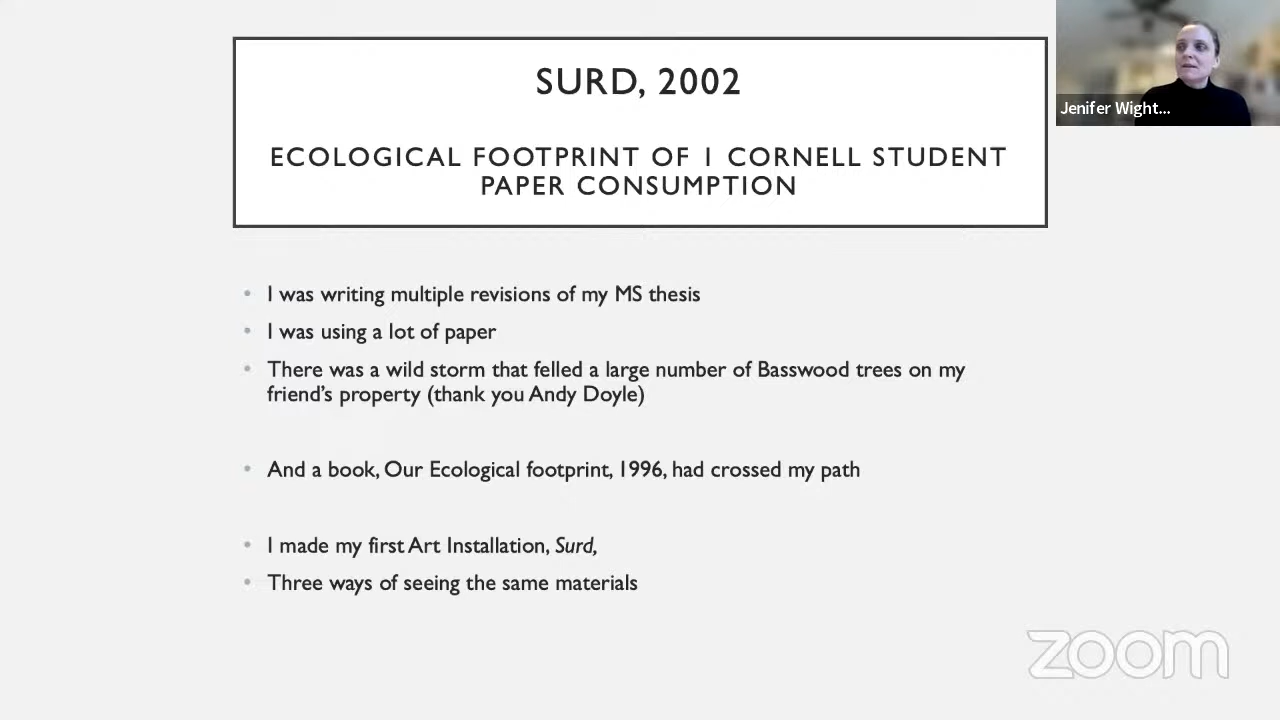 SURD, 2002
ECOLOGICAL FOOTPRINT OF 1 CORNELL STUDENT
PAPER CONSUMPTION
Jenifer Wight...
• I was writing multiple revisions of my MS thesis
• I was using a lot of paper
• There was a wild storm that felled a large number of Basswood trees on my
friend's property (thank you Andy Doyle)
• And a book, Our Ecological footprint, 1996, had crossed my path
• I made my first Art Installation, Surd,
• Three ways of seeing the same materials
zoom